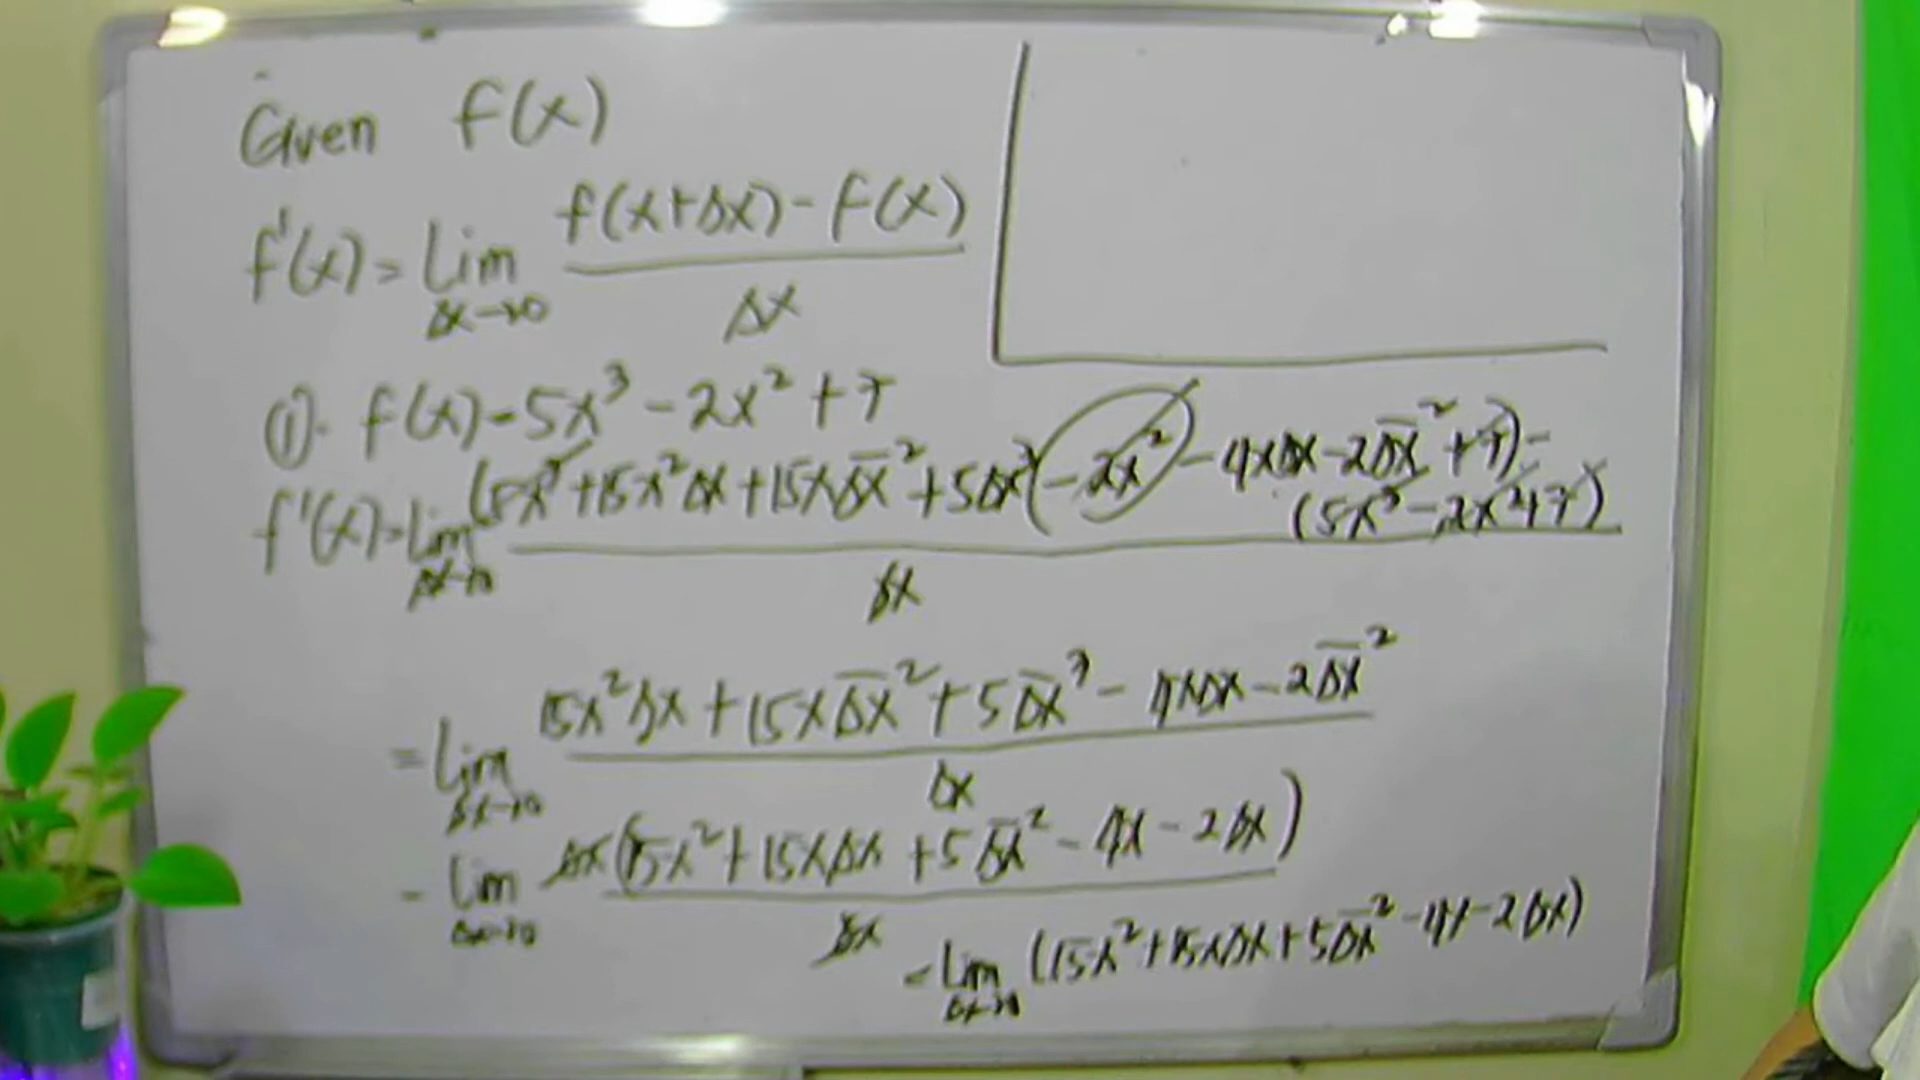 Given f(x)
f'(x) = Lim Δx→0 f(x+Δx) - f(x) / Δx
①. f(x) = 5x³ - 2x² + 7
f'(x) = Lim Δx→0 (5x³ + 15x²Δx + 15xΔx² + 5Δx³ - 2x² - 4xΔx - 2Δx² + 7) - (5x³ - 2x² + 7) / Δx
= Lim Δx→0 15x²Δx + 15xΔx² + 5Δx³ - 4xΔx - 2Δx² / Δx
= Lim Δx→0 Δx(15x² + 15xΔx + 5Δx² - 4x - 2Δx) / Δx
= Lim Δx→0 (15x² + 15xΔx + 5Δx² - 4x - 2Δx)